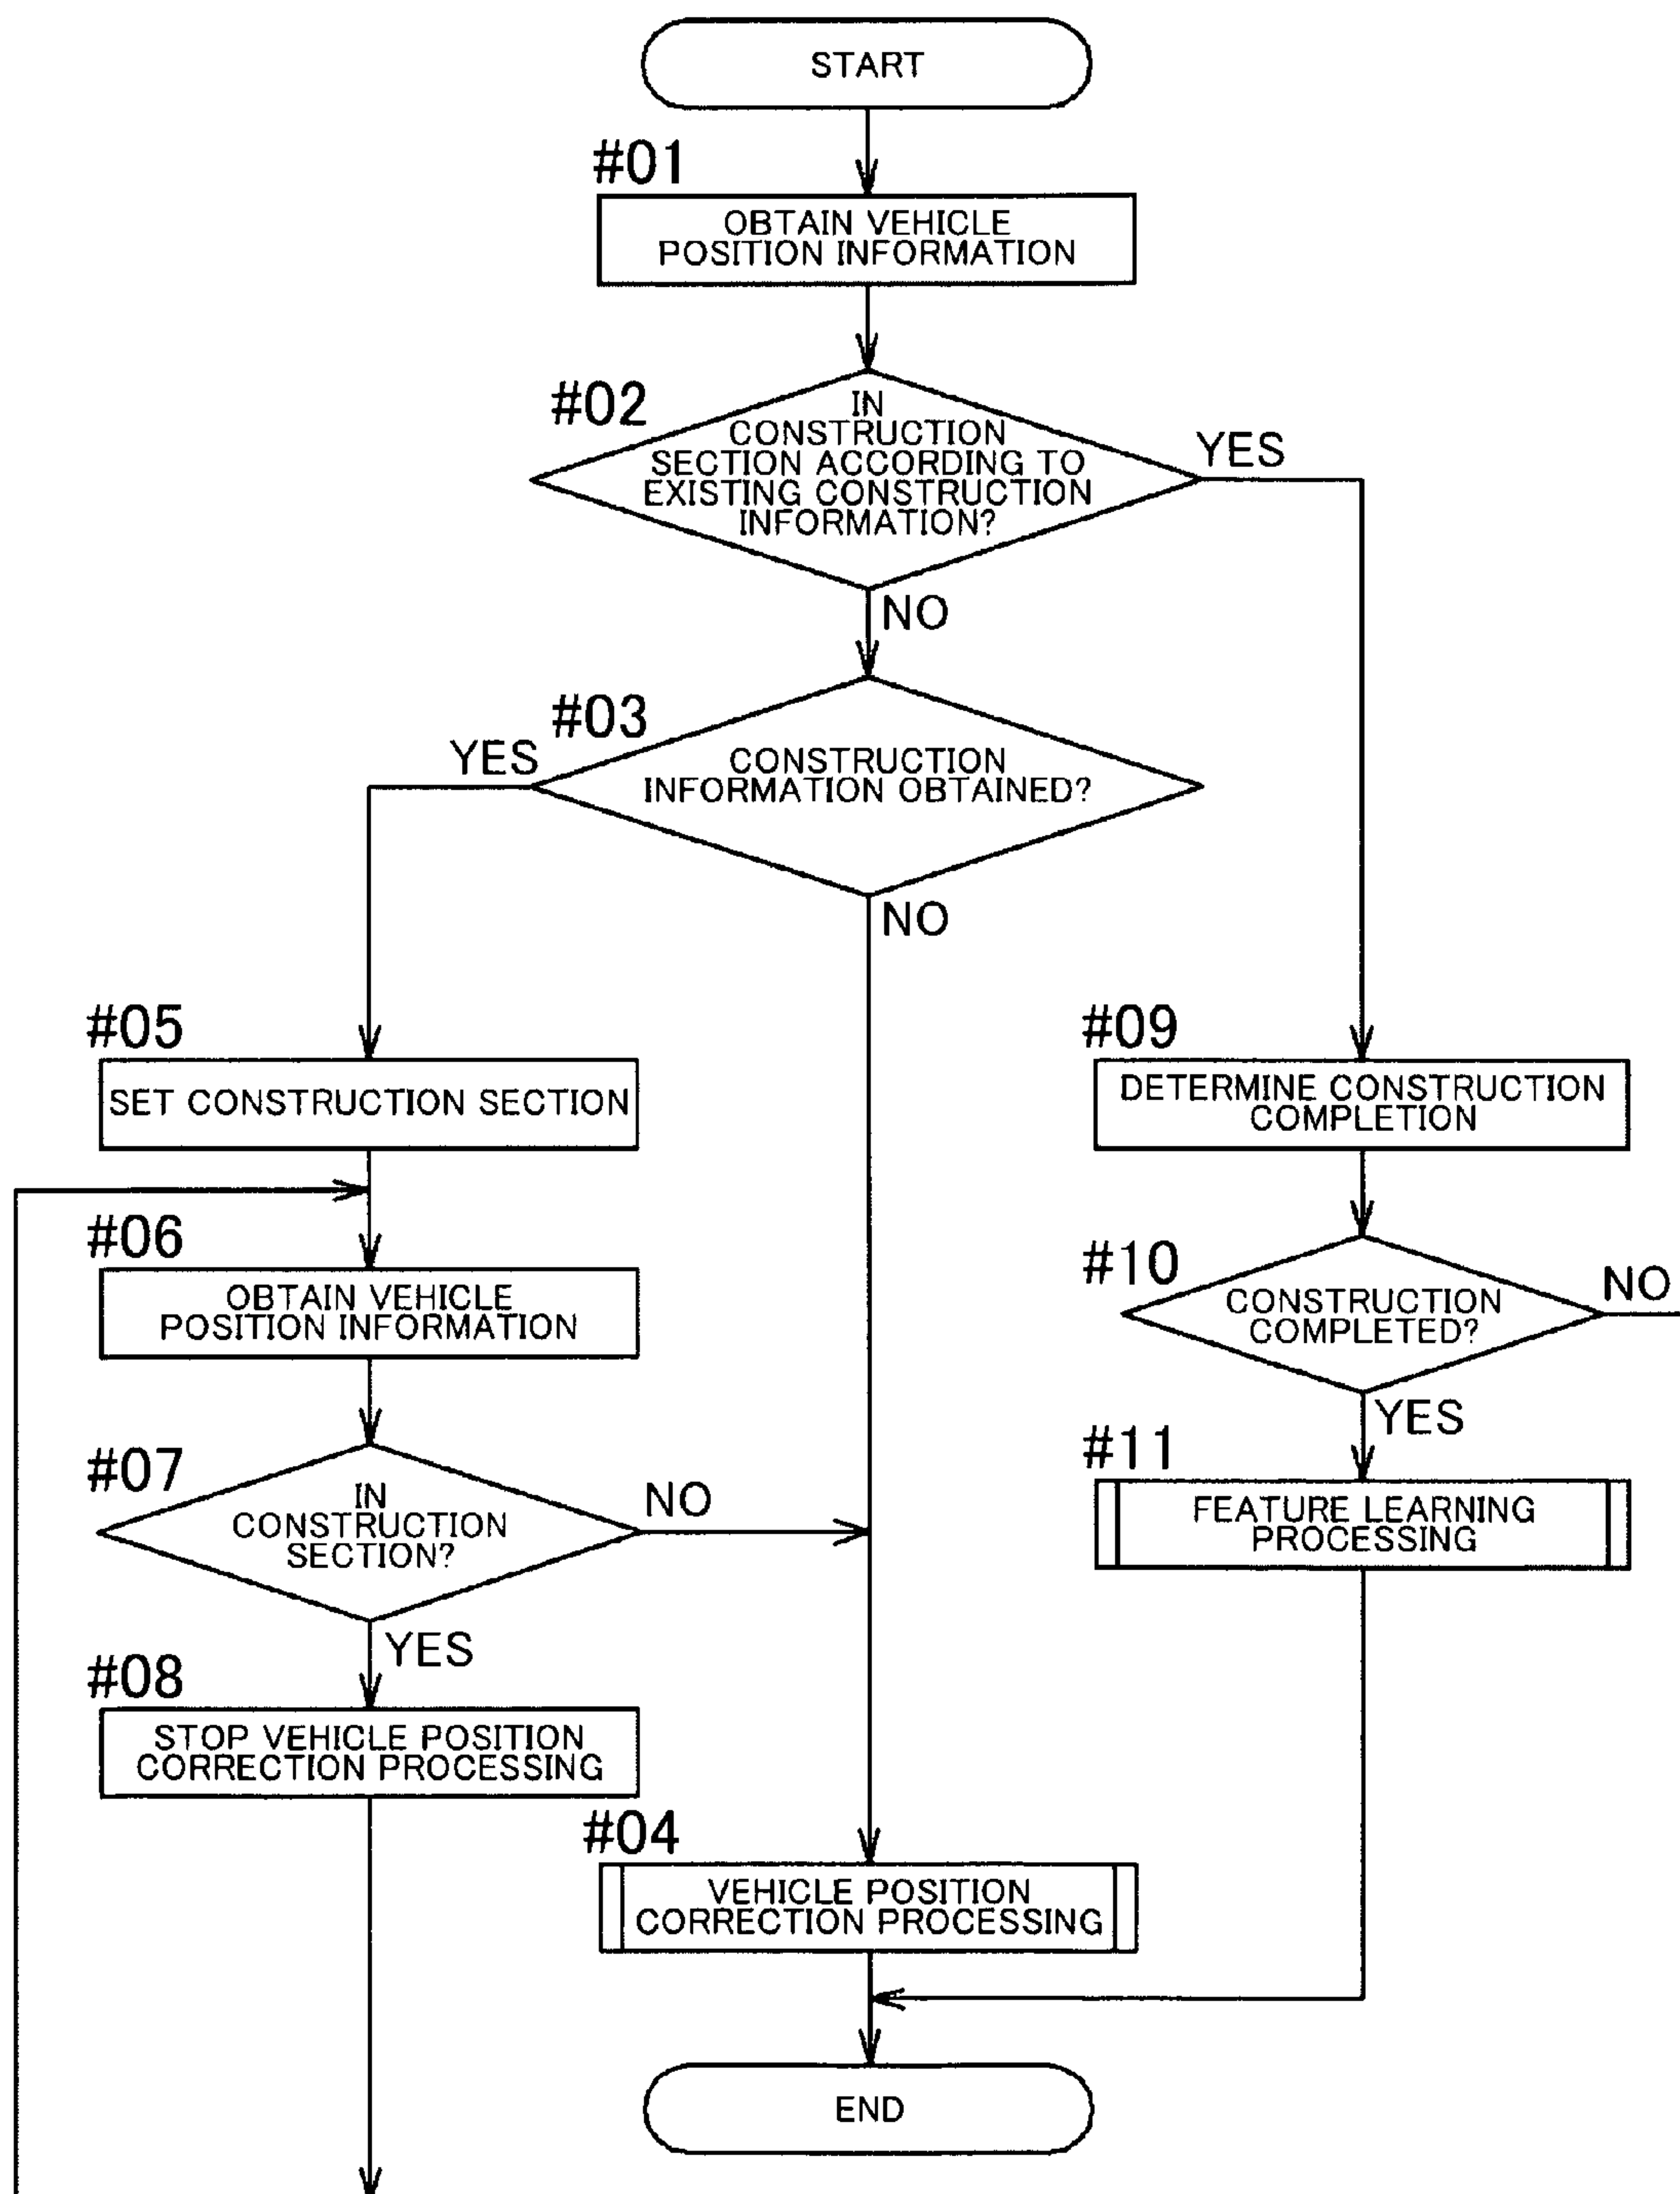 START
#01
OBTAIN VEHICLE
POSITION INFORMATION
#02
IN
CONSTRUCTION
SECTION ACCORDING TO
EXISTING CONSTRUCTION
INFORMATION?
YES
NO
#03
YES
CONSTRUCTION
INFORMATION OBTAINED?
NO
#05
SET CONSTRUCTION SECTION
#09
DETERMINE CONSTRUCTION
COMPLETION
#06
OBTAIN VEHICLE
POSITION INFORMATION
#10
CONSTRUCTION
COMPLETED?
NO
YES
#07
IN
CONSTRUCTION
SECTION?
NO
YES
#11
FEATURE LEARNING
PROCESSING
#08
STOP VEHICLE POSITION
CORRECTION PROCESSING
#04
VEHICLE POSITION
CORRECTION PROCESSING
END